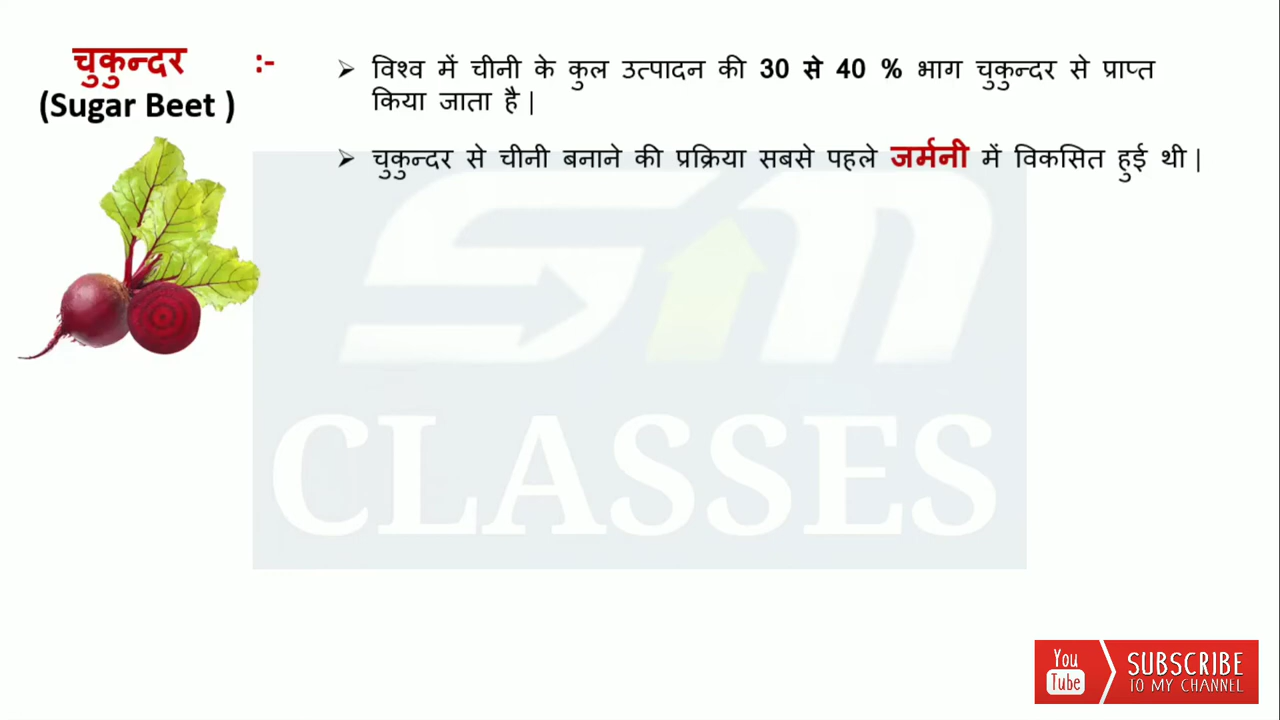 चुकुन्दर :-
(Sugar Beet )
➢ विश्व में चीनी के कुल उत्पादन की 30 से 40 % भाग चुकुन्दर से प्राप्त
किया जाता है |
➢ चुकुन्दर से चीनी बनाने की प्रक्रिया सबसे पहले जर्मनी में विकसित हुई थी |
Sm
CLASSES
You
Tube
SUBSCRIBE
TO MY CHANNEL